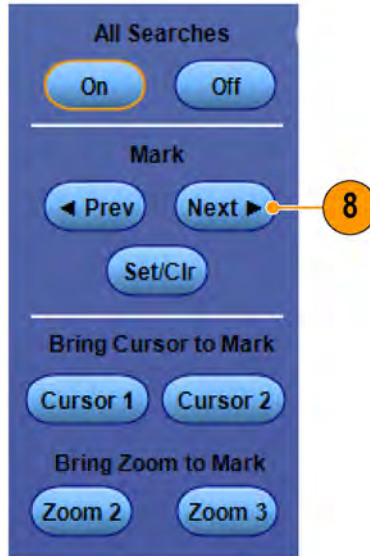 All Searches
On Off
Mark
◄ Prev Next ►
8
Set/Clr
Bring Cursor to Mark
Cursor 1 Cursor 2
Bring Zoom to Mark
Zoom 2 Zoom 3